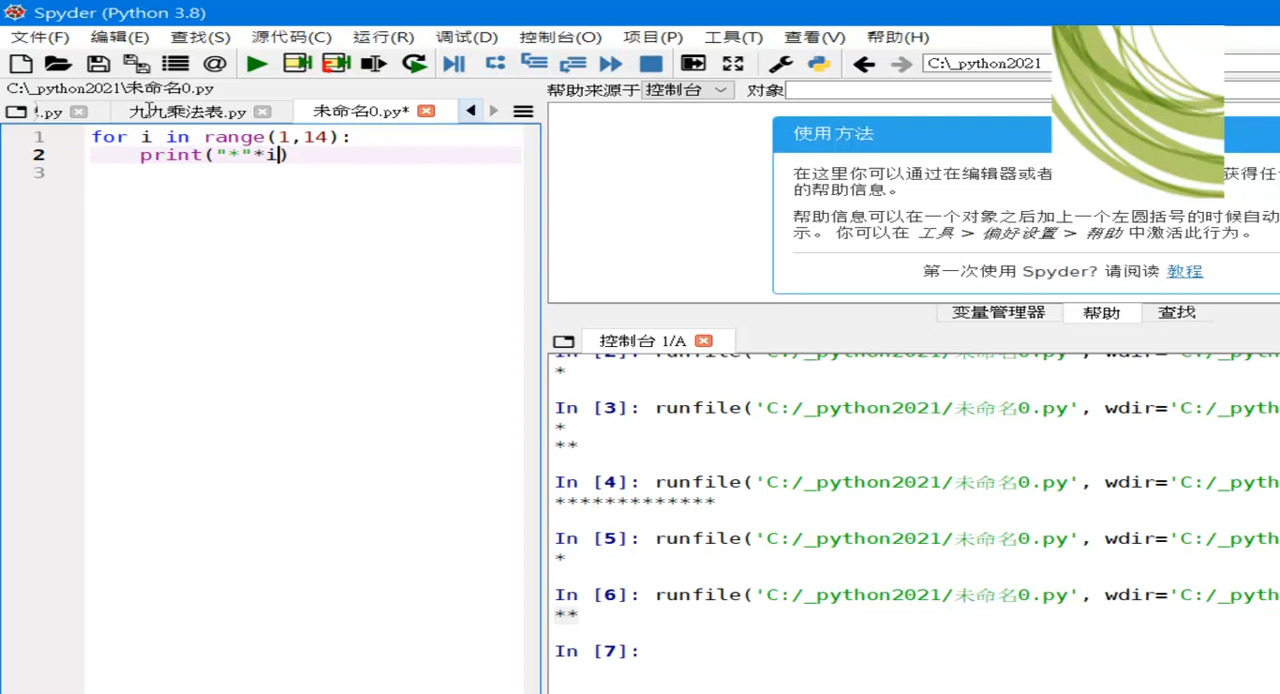 Spyder (Python 3.8)
文件(F) 编辑(E) 查找(S) 源代码(C) 运行(R) 调试(D) 控制台(O) 项目(P) 工具(T) 查看(V) 帮助(H)
C:\_python2021
C:\_python2021\未命名0.py
帮助来源于 控制台 对象
.py 九九乘法表.py 未命名0.py*
1 for i in range(1,14):
2 print("*"*i)
3
使用方法
在这里你可以通过在编辑器或者 获得任
的帮助信息。
帮助信息可以在一个对象之后加上一个左圆括号的时候自动
示。 你可以在 工具 > 偏好设置 > 帮助 中激活此行为。
第一次使用 Spyder? 请阅读 教程
变量管理器 帮助 查找
控制台 1/A
*
In [3]: runfile('C:/_python2021/未命名0.py', wdir='C:/_pyth
*
**
In [4]: runfile('C:/_python2021/未命名0.py', wdir='C:/_pyth
*************
In [5]: runfile('C:/_python2021/未命名0.py', wdir='C:/_pyth
*
In [6]: runfile('C:/_python2021/未命名0.py', wdir='C:/_pyth
**
In [7]: